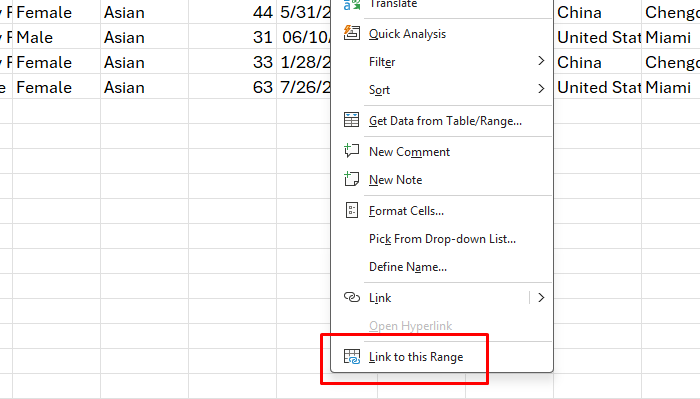 Translate
y F Female Asian 44 5/31/2 China Chengd
y F Male Asian 31 06/10/ United Stat Miami
y F Female Asian 33 1/28/2 China Chengd
e Female Asian 63 7/26/2 United Stat Miami
Quick Analysis
Filter
Sort
Get Data from Table/Range...
New Comment
New Note
Format Cells...
Pick From Drop-down List...
Define Name...
Link
Open Hyperlink
Link to this Range